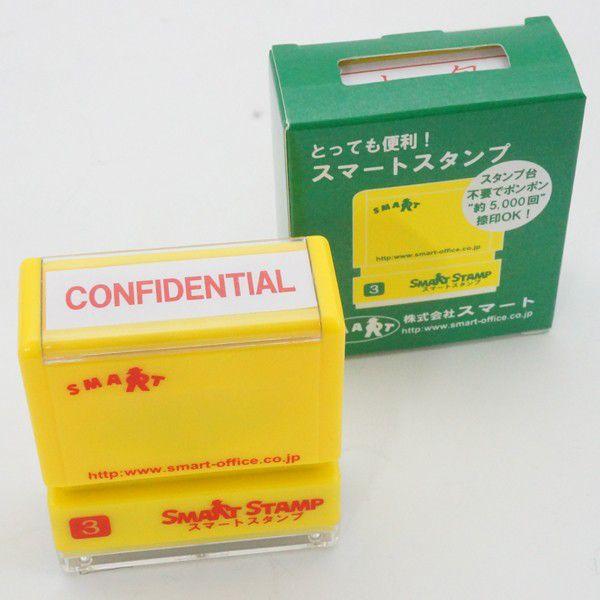 とっても便利！
スマートスタンプ
スタンプ台
不要でポンポン
"約5,000回"
捺印OK！
SMART
http:www.smart-office.co.jp
3
SMART STAMP
スマートスタンプ
SMART
株式会社スマート
http:www.smart-office.co.jp
CONFIDENTIAL
SMART
http:www.smart-office.co.jp
3
SMART STAMP
スマートスタンプ